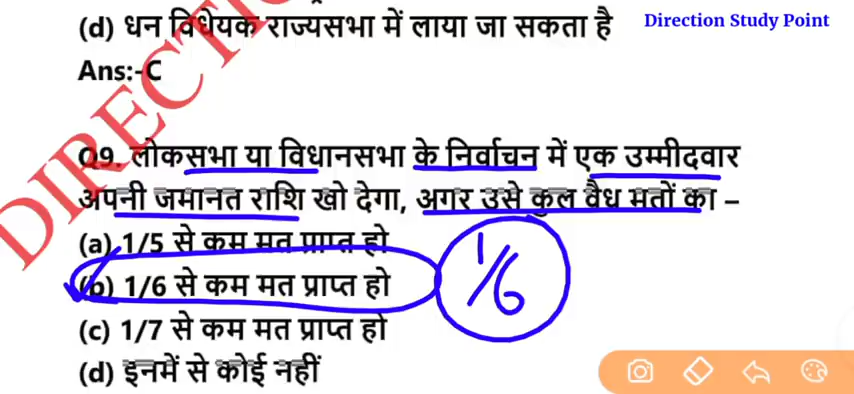 (d) धन विधेयक राज्यसभा में लाया जा सकता है
Direction Study Point
Ans:-C
DIRECTI
Q9. लोकसभा या विधानसभा के निर्वाचन में एक उम्मीदवार
अपनी जमानत राशि खो देगा, अगर उसे कुल वैध मतों का –
(a) 1/5 से कम मत प्राप्त हो
(b) 1/6 से कम मत प्राप्त हो
1/6
(c) 1/7 से कम मत प्राप्त हो
(d) इनमें से कोई नहीं